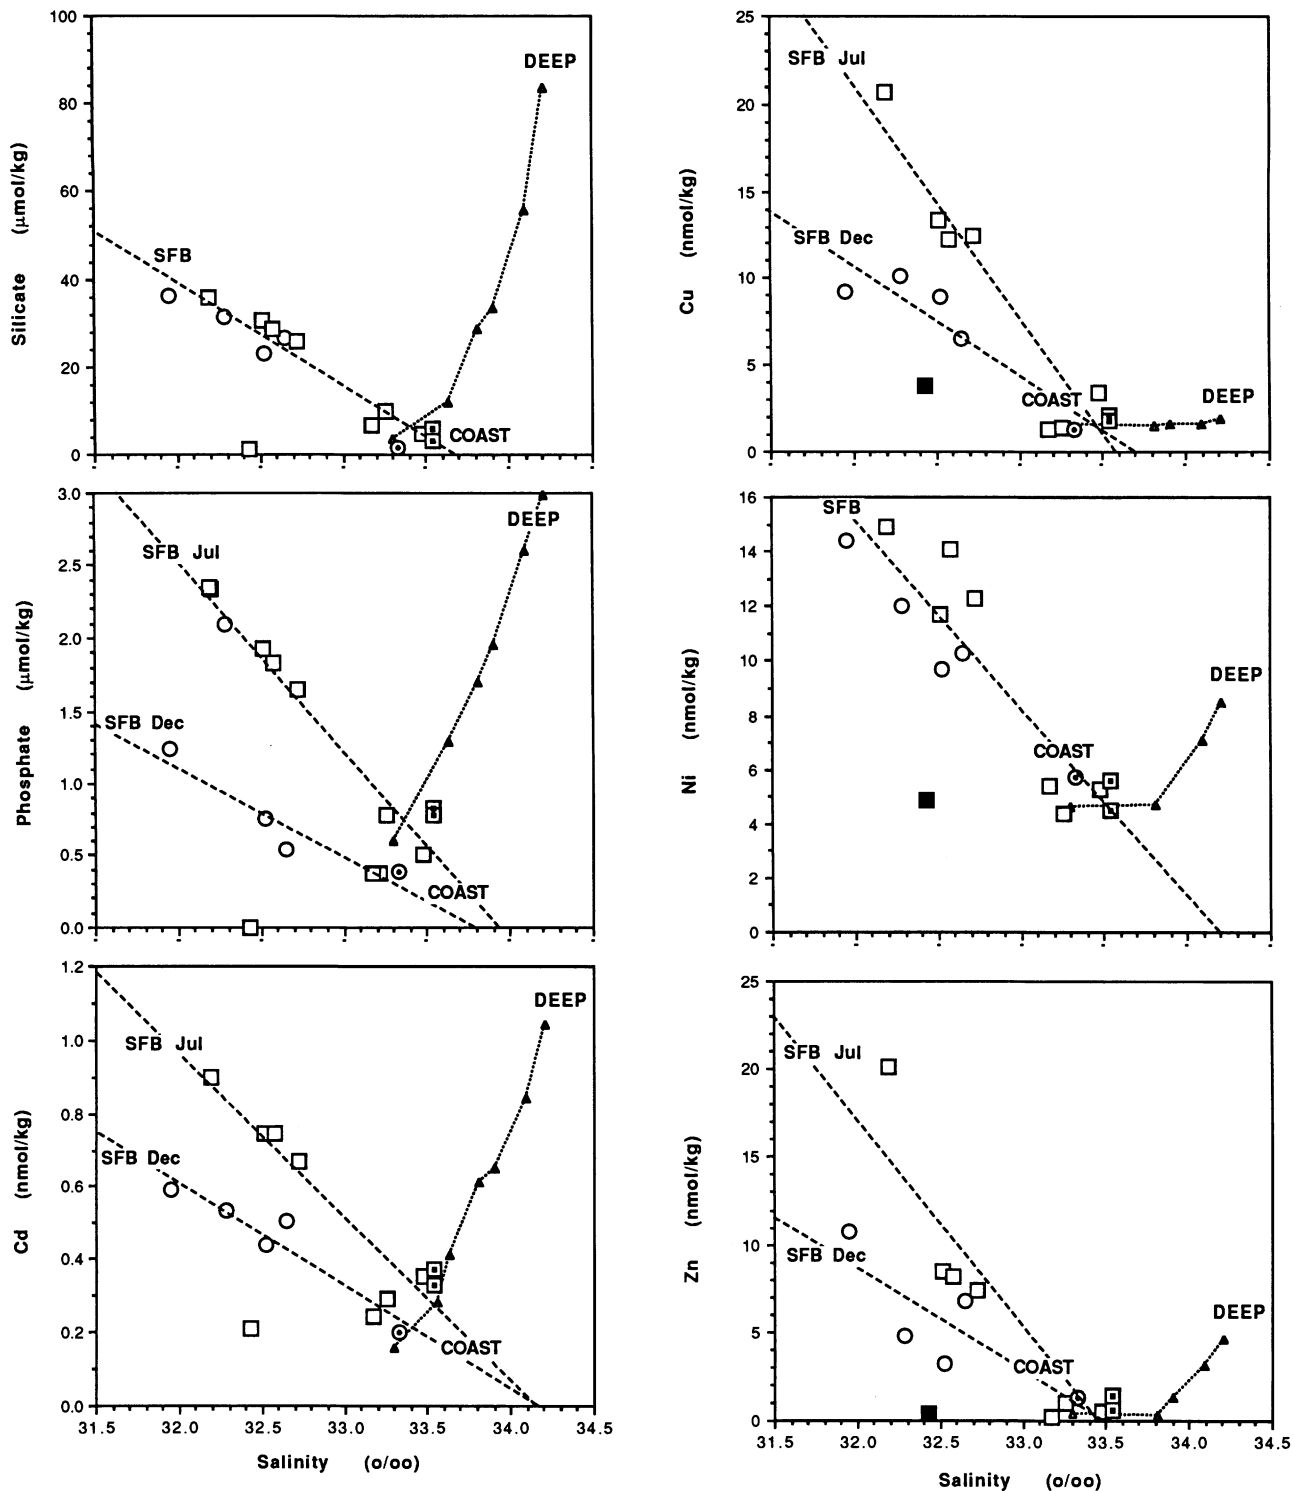 100
80
60
40
20
0
Silicate (µmol/kg)
DEEP
SFB
COAST
25
20
15
10
5
0
Cu (nmol/kg)
SFB Jul
SFB Dec
COAST
DEEP
3.0
2.5
2.0
1.5
1.0
0.5
0.0
Phosphate (µmol/kg)
DEEP
SFB Jul
SFB Dec
COAST
16
14
12
10
8
6
4
2
0
Ni (nmol/kg)
SFB
DEEP
COAST
1.2
1.0
0.8
0.6
0.4
0.2
0.0
Cd (nmol/kg)
DEEP
SFB Jul
SFB Dec
COAST
31.5 32.0 32.5 33.0 33.5 34.0 34.5
Salinity (o/oo)
25
20
15
10
5
0
Zn (nmol/kg)
SFB Jul
SFB Dec
DEEP
COAST
31.5 32.0 32.5 33.0 33.5 34.0 34.5
Salinity (o/oo)